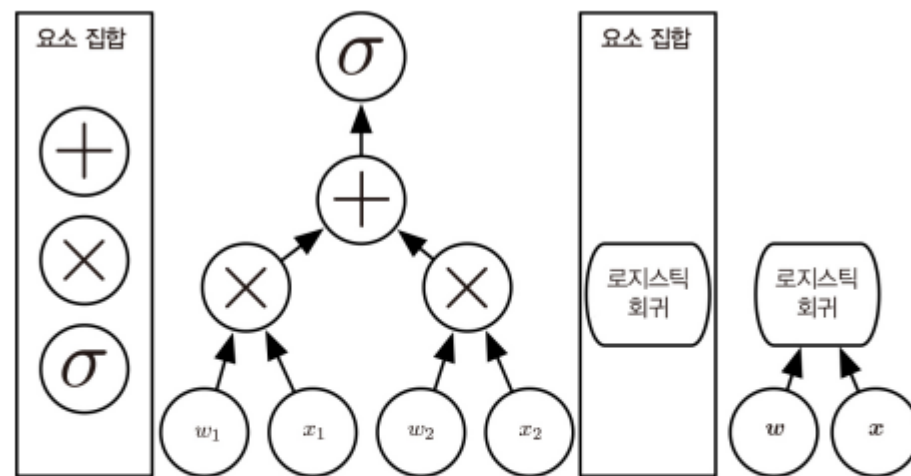 요소 집합
+
×
σ
σ
+
×
×
w₁
x₁
w₂
x₂
요소 집합
로지스틱
회귀
로지스틱
회귀
w
x